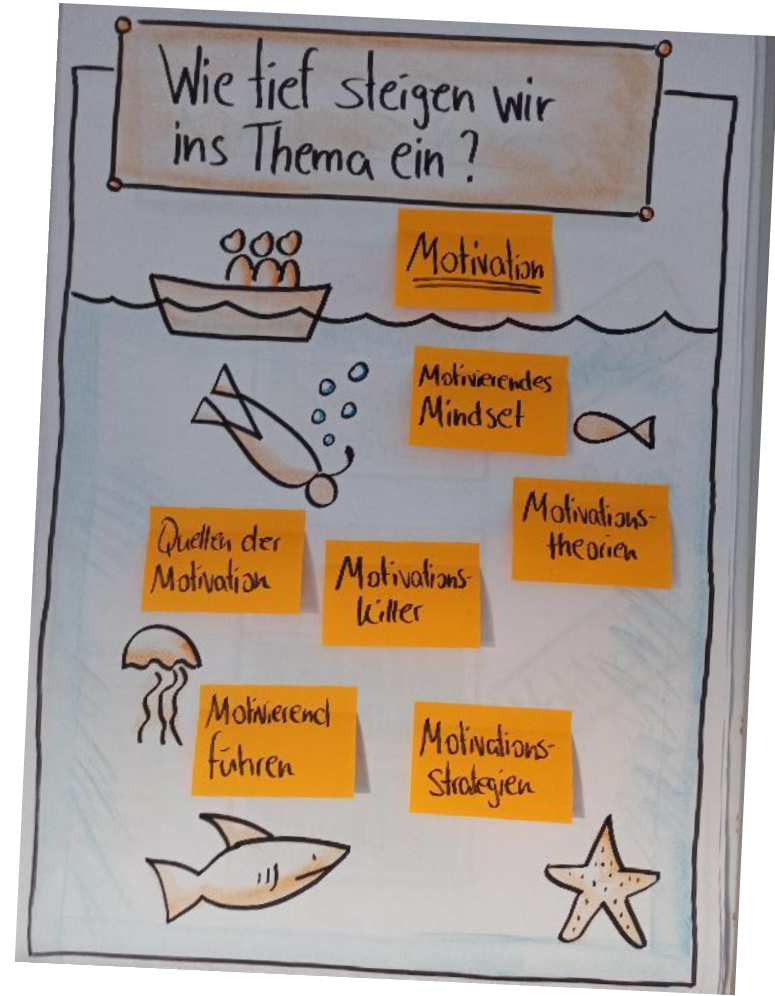 Wie tief steigen wir
ins Thema ein?
Motivation
Motivierendes
Mindset
Motivations-
theorien
Quellen der
Motivation
Motivations-
killer
Motivierend
führen
Motivations-
Strategien